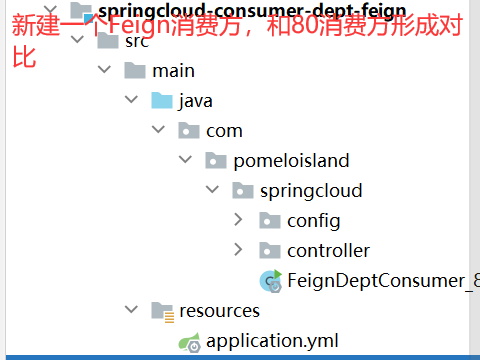 springcloud-consumer-dept-feign
新建一个Feign消费方，和80消费方形成对
比
src
main
java
com
pomeloisland
springcloud
config
controller
FeignDeptConsumer_8
resources
application.yml